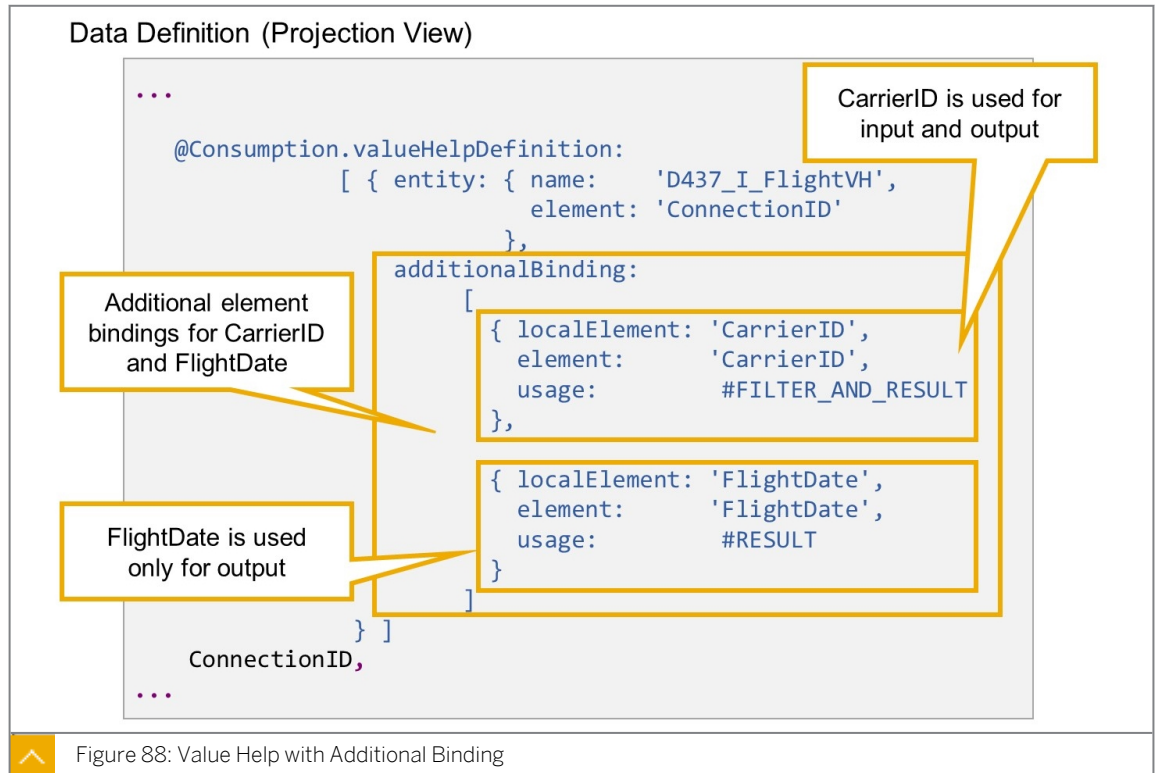 Data Definition (Projection View)
...
CarrierID is used for
input and output
@Consumption.valueHelpDefinition:
[ { entity: { name: 'D437_I_FlightVH',
element: 'ConnectionID'
},
additionalBinding:
[
Additional element
bindings for CarrierID
and FlightDate
{ localElement: 'CarrierID',
element: 'CarrierID',
usage: #FILTER_AND_RESULT
},
{ localElement: 'FlightDate',
element: 'FlightDate',
usage: #RESULT
}
FlightDate is used
only for output
]
} ]
ConnectionID,
...
Figure 88: Value Help with Additional Binding